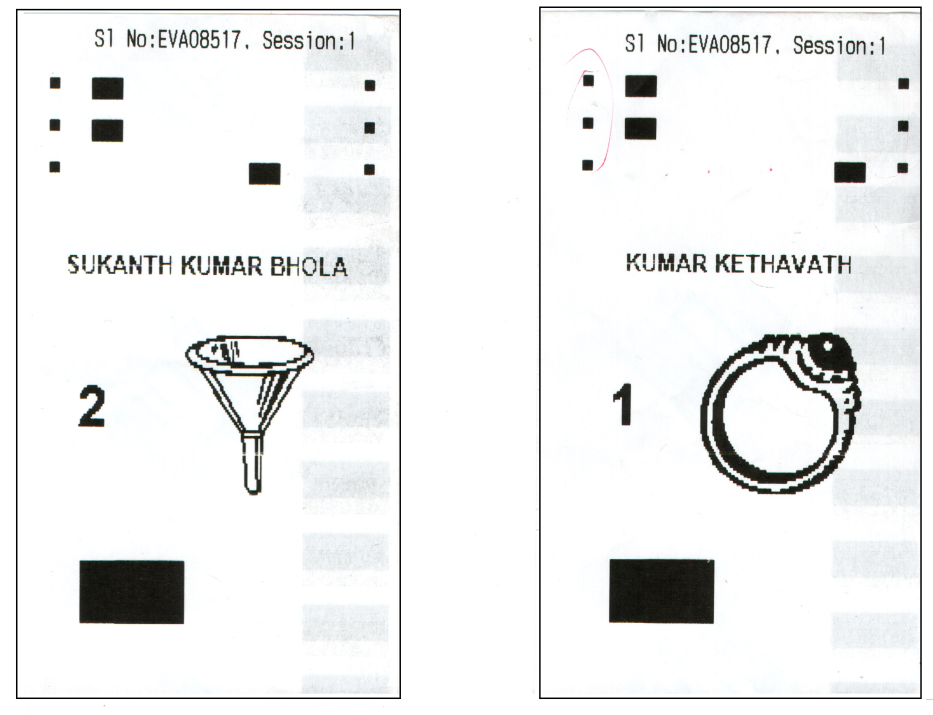 Sl No:EVA08517. Session:1
SUKANTH KUMAR BHOLA
2
Sl No:EVA08517. Session:1
KUMAR KETHAVATH
1